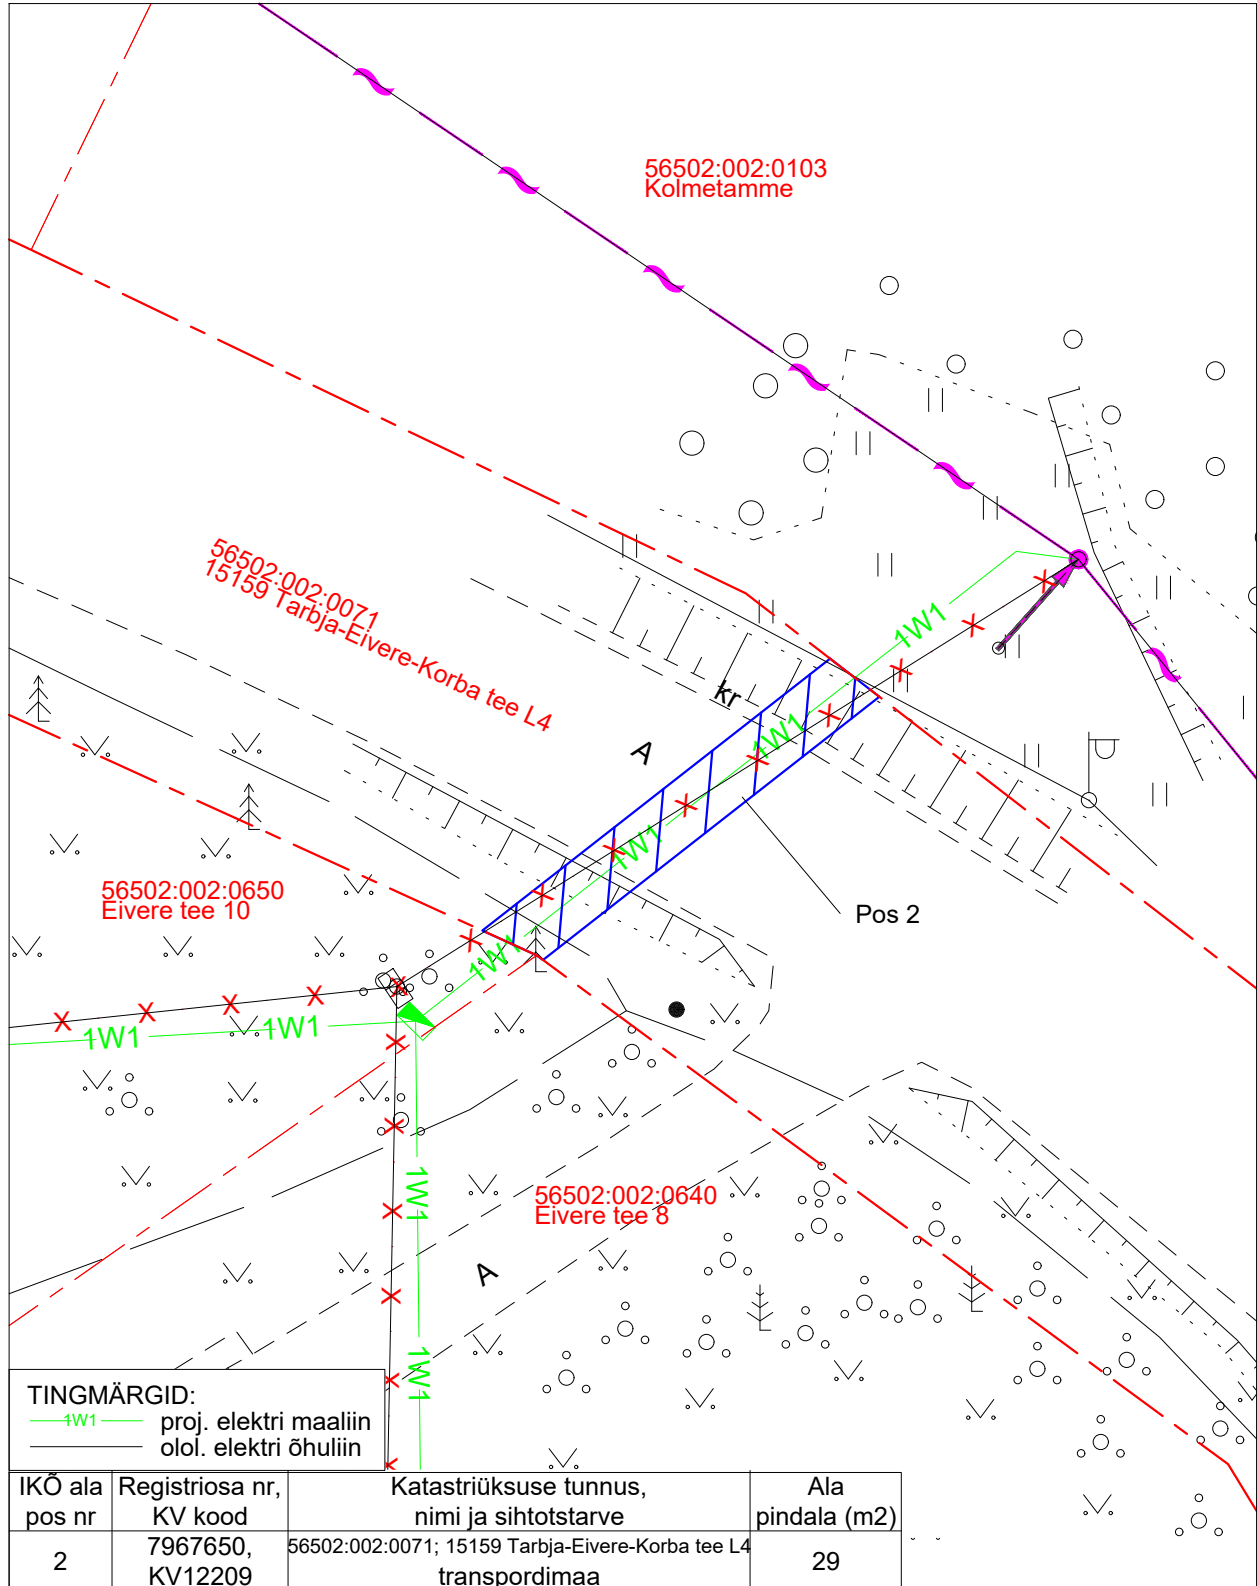 56502:002:0103
Kolmetamme
56502:002:0071
15159 Tarbja-Eivere-Korba tee L4
1W1
kr
1W1
A
1W1
56502:002:0650
Eivere tee 10
Pos 2
1W1
1W1
1W1
1W1
56502:002:0640
Eivere tee 8
A
1W1
TINGMÄRGID:
1W1 proj. elektri maaliin
olol. elektri õhuliin
IKÕ ala pos nr
Registriosa nr, KV kood
Katastriüksuse tunnus, nimi ja sihtotstarve
Ala pindala (m2)
2
7967650, KV12209
56502:002:0071; 15159 Tarbja-Eivere-Korba tee L4 transpordimaa
29